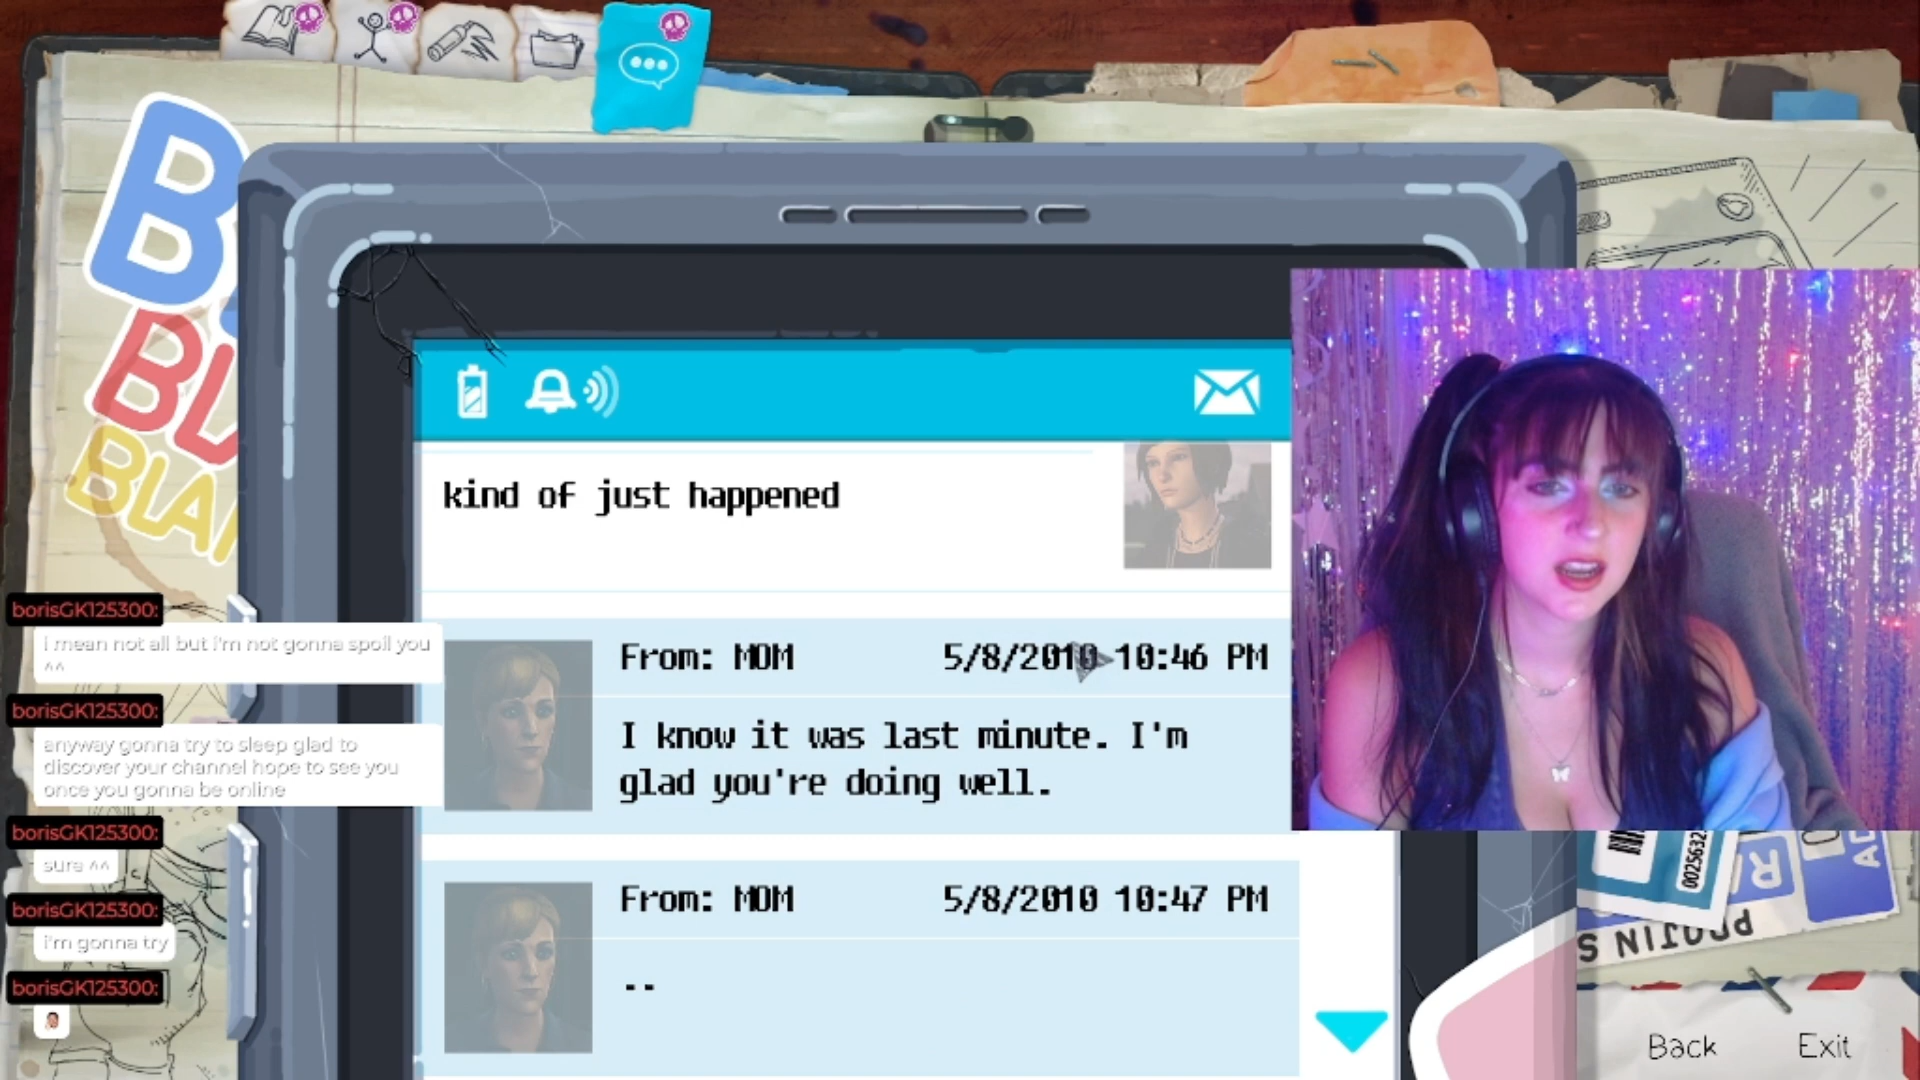 B
BL
BLA
kind of just happened
From: MOM 5/8/2010 10:46 PM
I know it was last minute. I'm
glad you're doing well.
From: MOM 5/8/2010 10:47 PM
--
borisGK125300:
i mean not all but i'm not gonna spoil you
^^
borisGK125300:
anyway gonna try to sleep glad to
discover your channel hope to see you
once you gonna be online
borisGK125300:
sure ^^
borisGK125300:
i'm gonna try
borisGK125300:
Back Exit